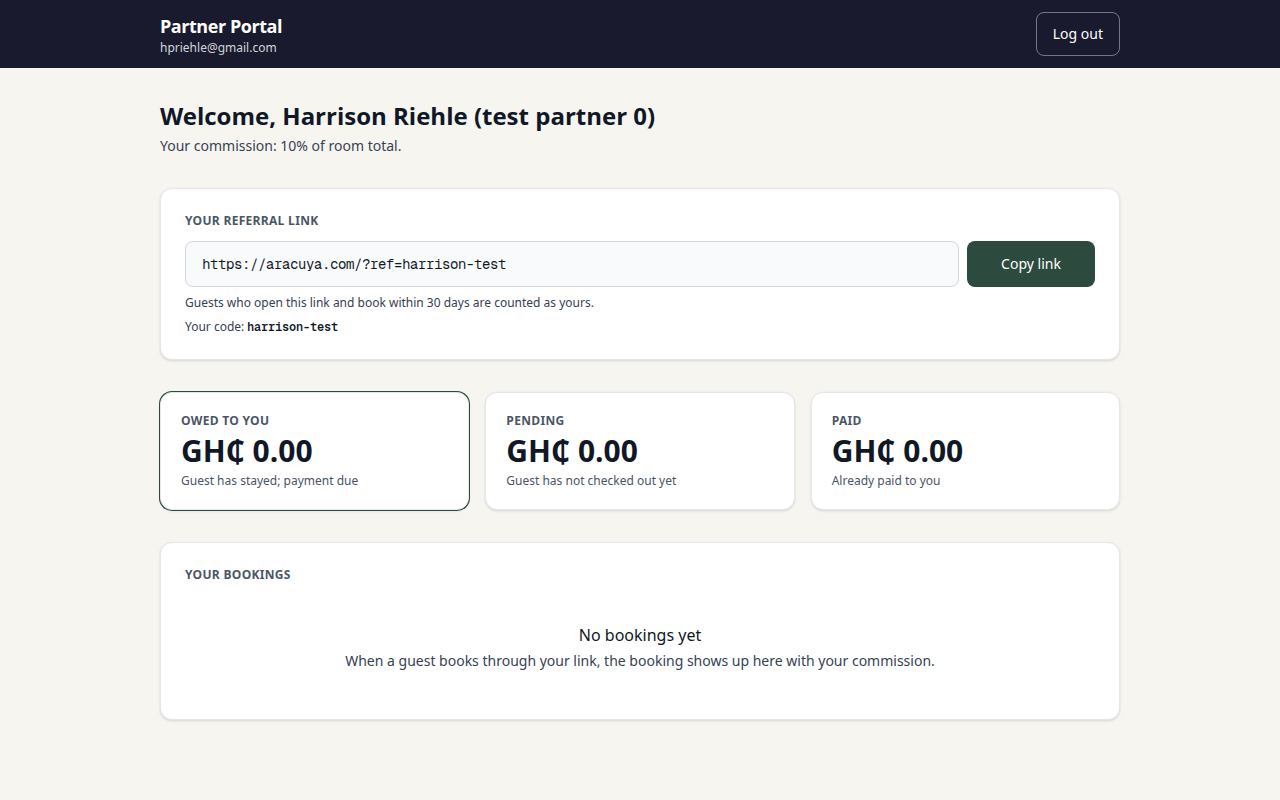 Partner Portal
hpriehle@gmail.com
Log out
Welcome, Harrison Riehle (test partner 0)
Your commission: 10% of room total.
YOUR REFERRAL LINK
https://aracuya.com/?ref=harrison-test
Copy link
Guests who open this link and book within 30 days are counted as yours.
Your code: harrison-test
OWED TO YOU
GH₵ 0.00
Guest has stayed; payment due
PENDING
GH₵ 0.00
Guest has not checked out yet
PAID
GH₵ 0.00
Already paid to you
YOUR BOOKINGS
No bookings yet
When a guest books through your link, the booking shows up here with your commission.